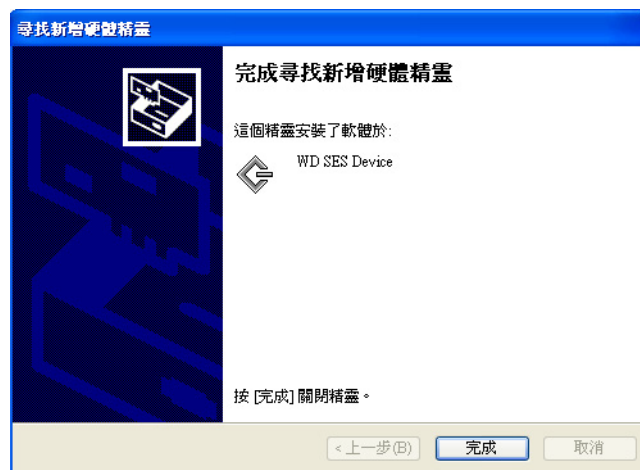 尋找新增硬體精靈
完成尋找新增硬體精靈
這個精靈安裝了軟體於:
WD SES Device
按 [完成] 關閉精靈。
< 上一步(B)
完成
取消